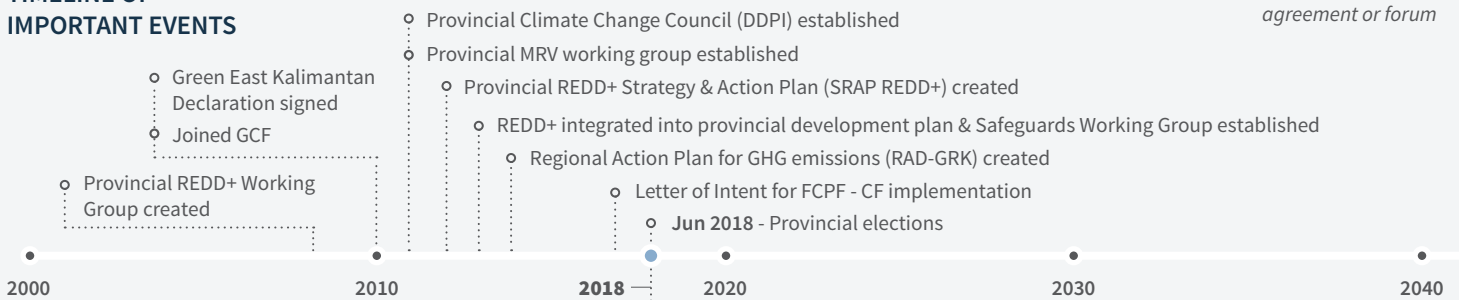 TIMELINE OF
IMPORTANT EVENTS
agreement or forum
Provincial Climate Change Council (DDPI) established
Provincial MRV working group established
Green East Kalimantan
Declaration signed
Joined GCF
Provincial REDD+ Strategy & Action Plan (SRAP REDD+) created
REDD+ integrated into provincial development plan & Safeguards Working Group established
Regional Action Plan for GHG emissions (RAD-GRK) created
Provincial REDD+ Working
Group created
Letter of Intent for FCPF - CF implementation
Jun 2018 - Provincial elections
2000
2010
2018
2020
2030
2040